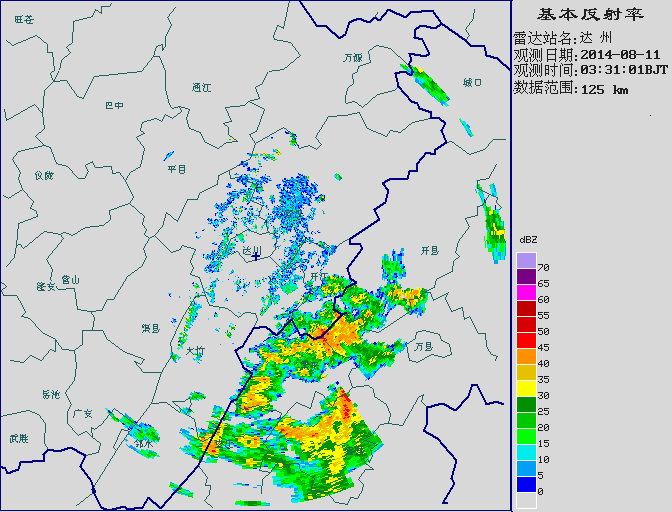 基本反射率
雷达站名:达 州
观测日期:2014-08-11
观测时间:03:31:01BJT
数据范围:125 km
旺苍
万源
城口
通江
巴中
仪陇
平昌
达川
开县
开江
营山
蓬安
渠县
大竹
万县
岳池
广安
武胜
邻水
dBZ
70
65
60
55
50
45
40
35
30
25
20
15
10
5
0